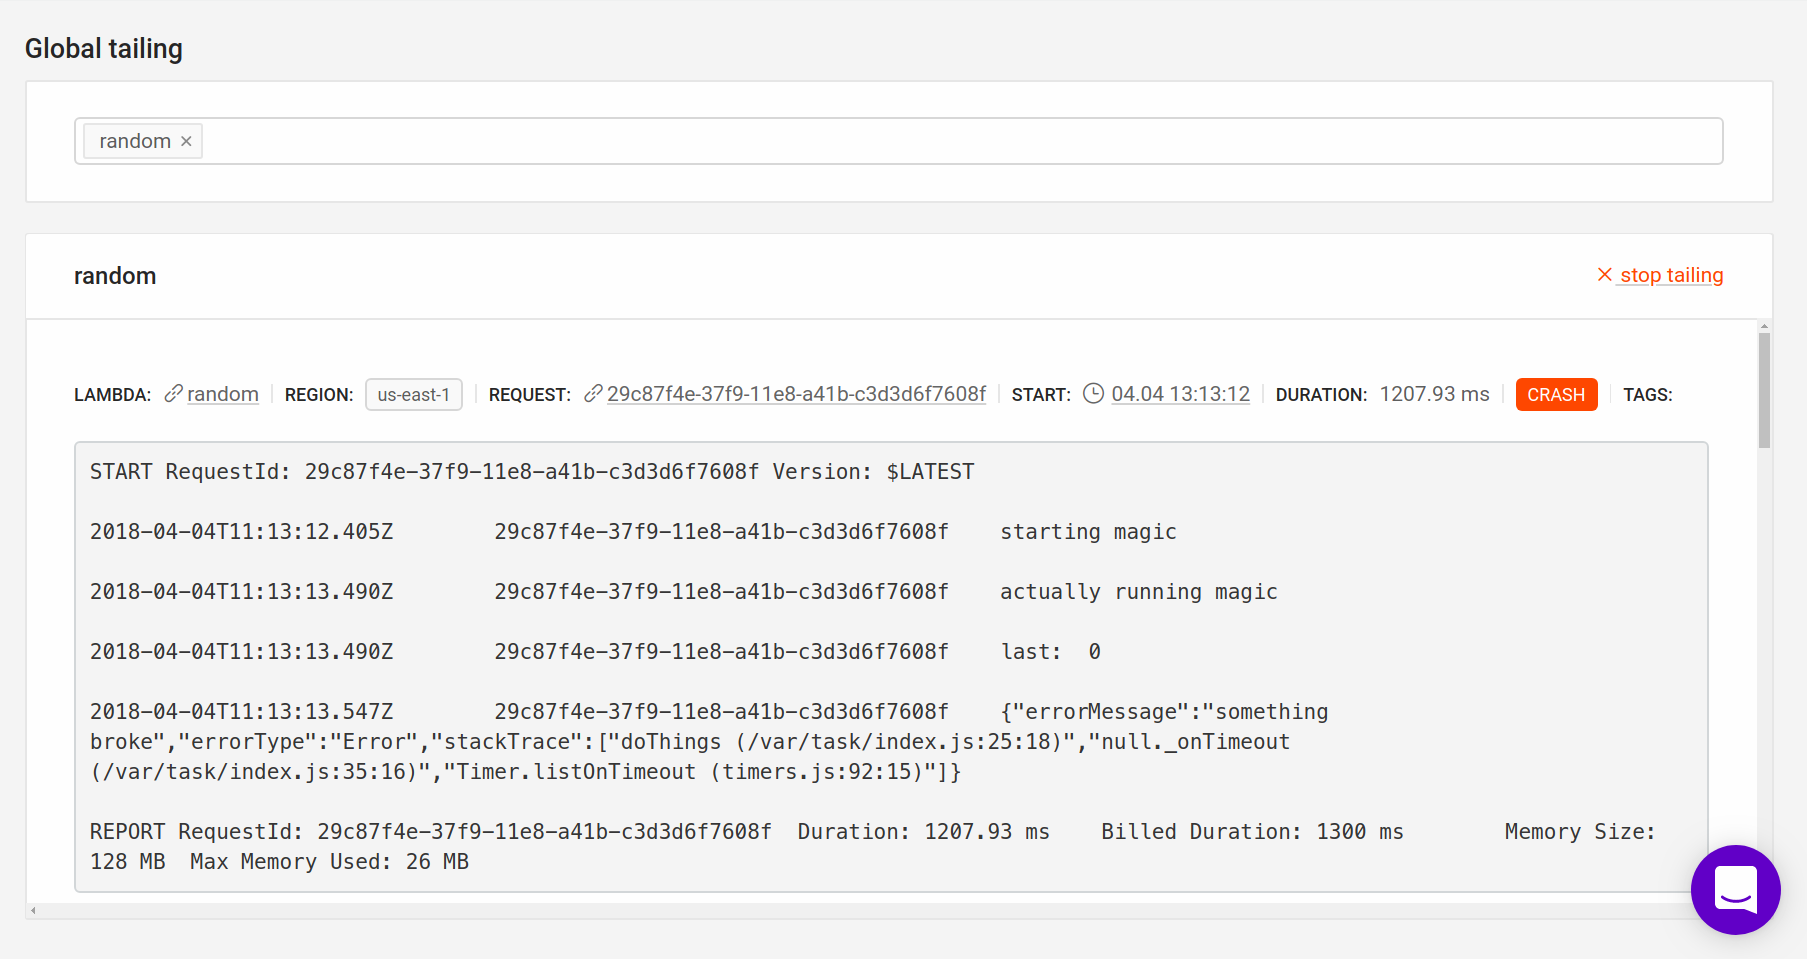 Global tailing
random ×
random
× stop tailing
LAMBDA: random REGION: us-east-1 REQUEST: 29c87f4e-37f9-11e8-a41b-c3d3d6f7608f START: 04.04 13:13:12 DURATION: 1207.93 ms CRASH TAGS:
START RequestId: 29c87f4e-37f9-11e8-a41b-c3d3d6f7608f Version: $LATEST
2018-04-04T11:13:12.405Z 29c87f4e-37f9-11e8-a41b-c3d3d6f7608f starting magic
2018-04-04T11:13:13.490Z 29c87f4e-37f9-11e8-a41b-c3d3d6f7608f actually running magic
2018-04-04T11:13:13.490Z 29c87f4e-37f9-11e8-a41b-c3d3d6f7608f last: 0
2018-04-04T11:13:13.547Z 29c87f4e-37f9-11e8-a41b-c3d3d6f7608f {"errorMessage":"something
broke","errorType":"Error","stackTrace":["doThings (/var/task/index.js:25:18)","null._onTimeout
(/var/task/index.js:35:16)","Timer.listOnTimeout (timers.js:92:15)"]}
REPORT RequestId: 29c87f4e-37f9-11e8-a41b-c3d3d6f7608f Duration: 1207.93 ms Billed Duration: 1300 ms Memory Size:
128 MB Max Memory Used: 26 MB